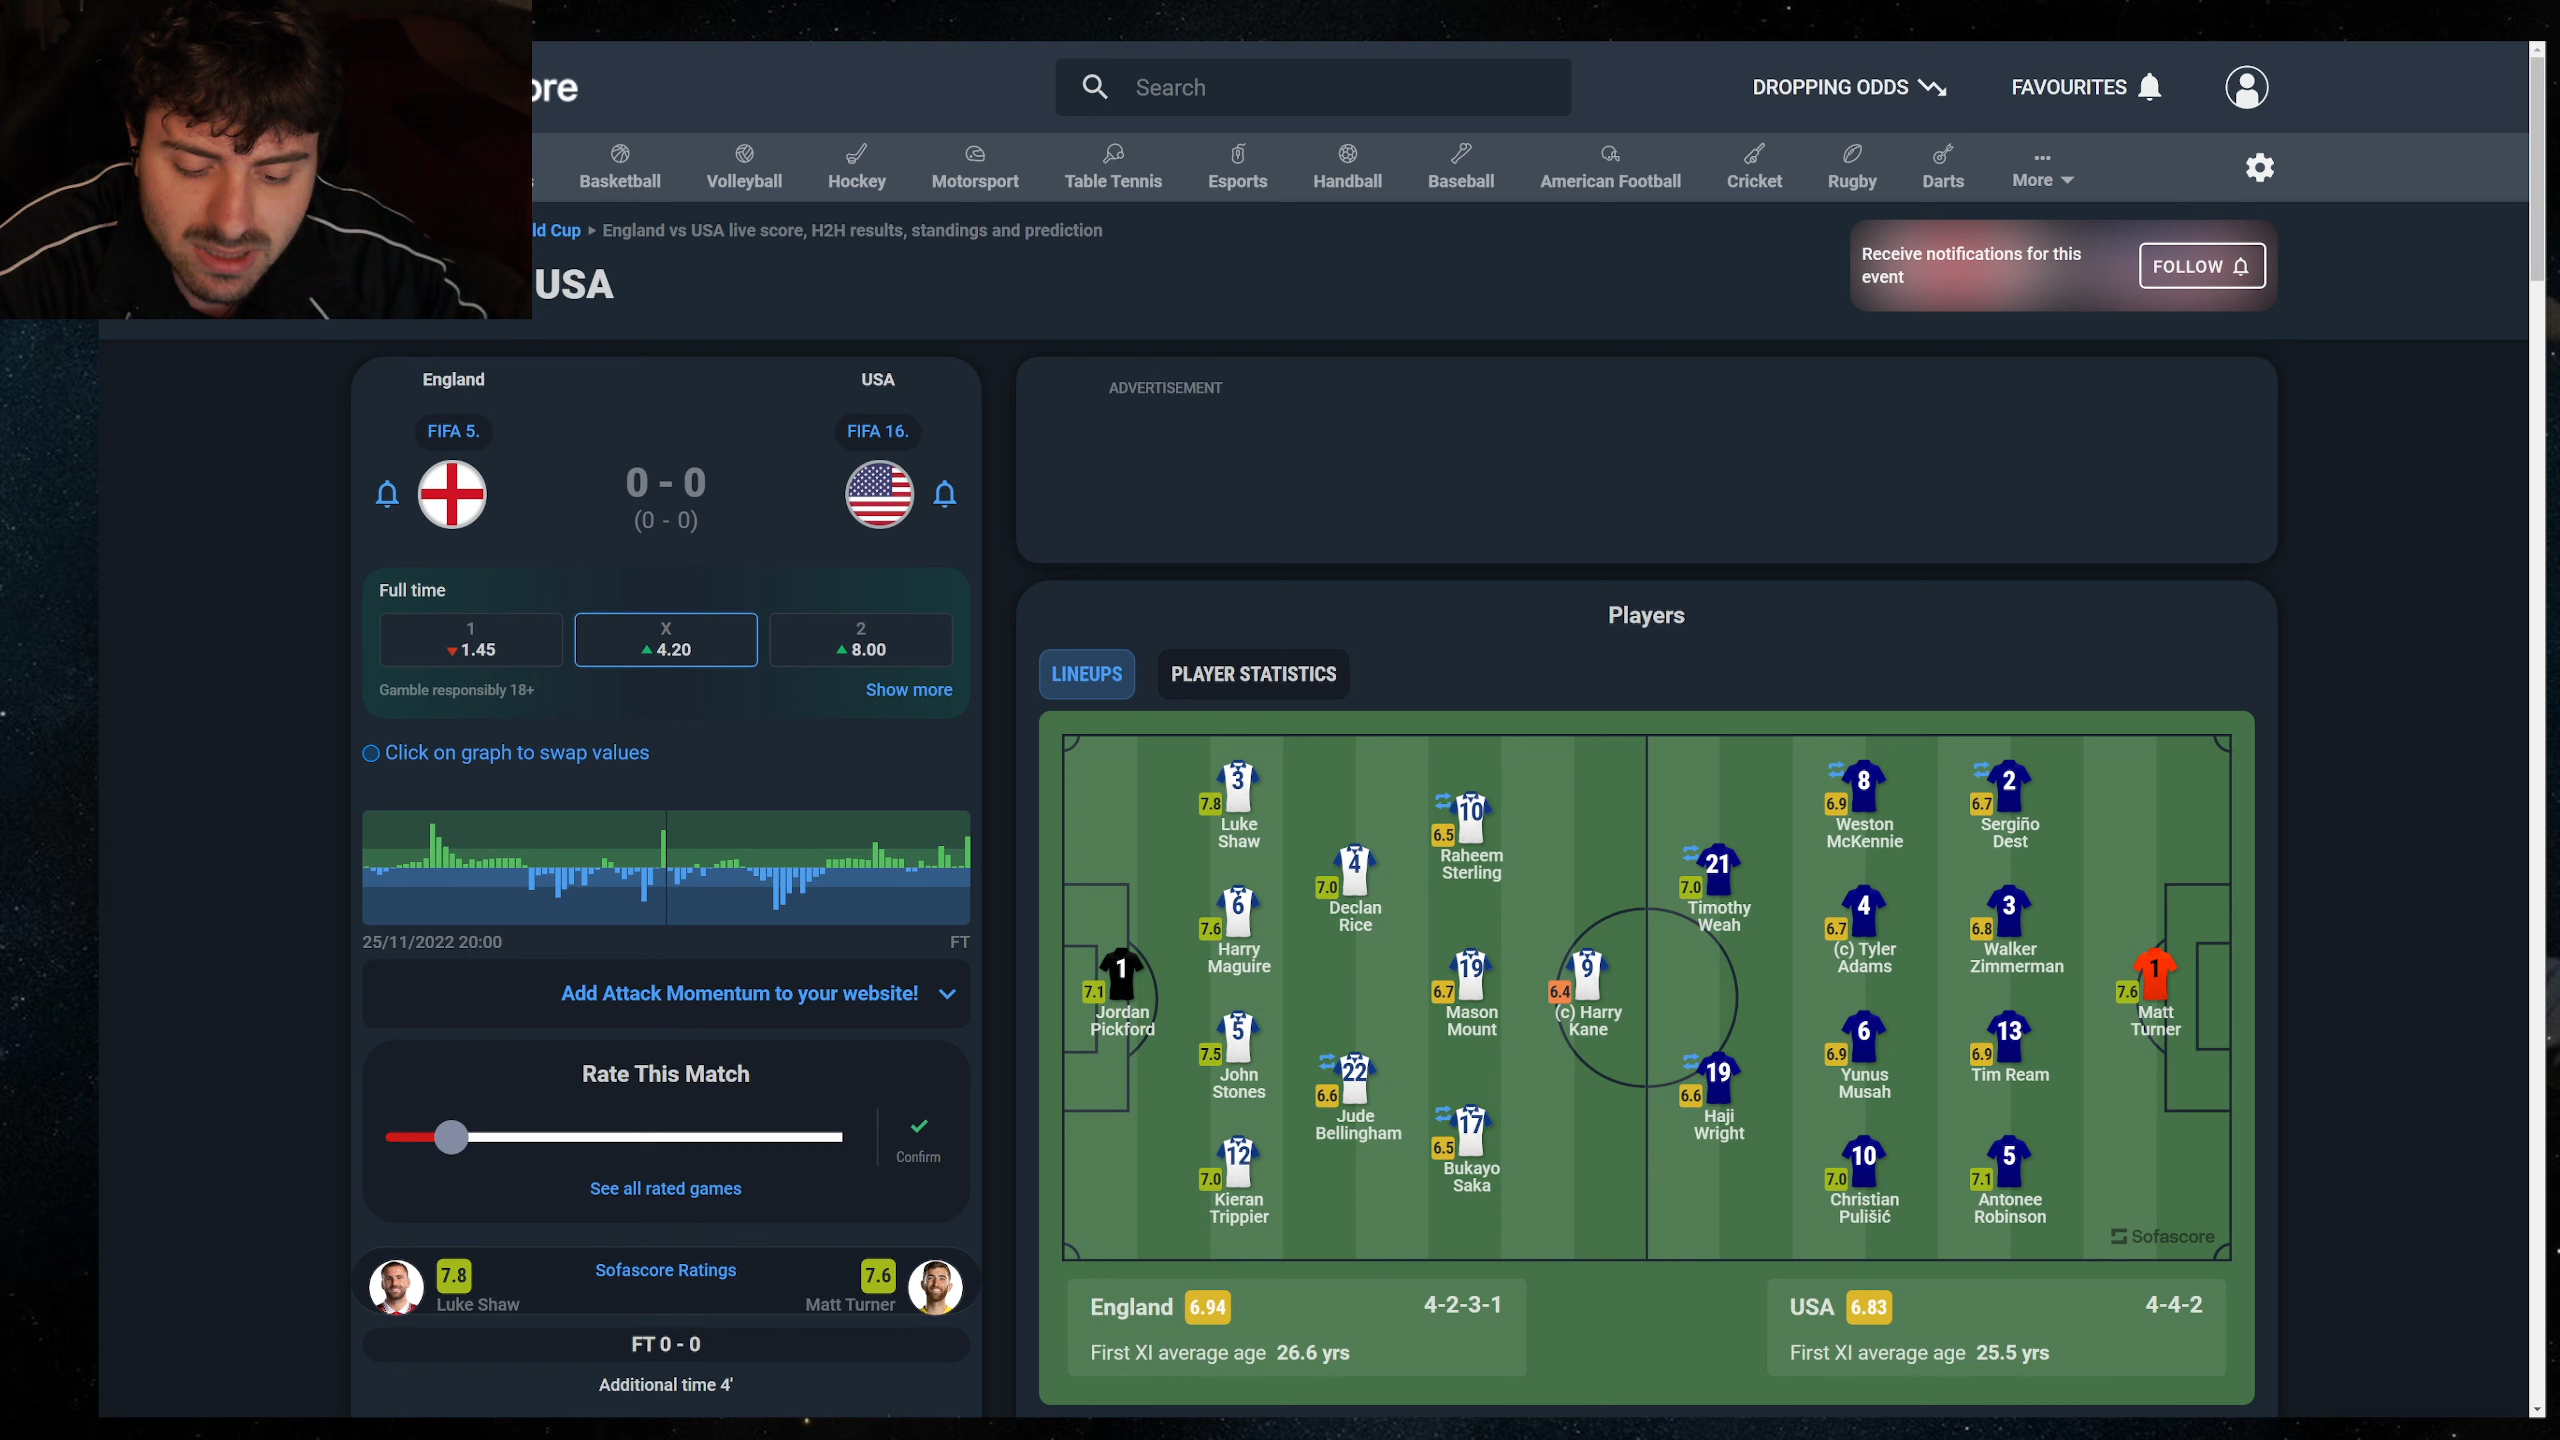 ore
Search
DROPPING ODDS
FAVOURITES
s
Basketball
Volleyball
Hockey
Motorsport
Table Tennis
Esports
Handball
Baseball
American Football
Cricket
Rugby
Darts
More
ld Cup
England vs USA live score, H2H results, standings and prediction
USA
Receive notifications for this
event
FOLLOW
England
USA
FIFA 5.
FIFA 16.
0 - 0
(0 - 0)
Full time
1
1.45
X
4.20
2
8.00
Gamble responsibly 18+
Show more
Click on graph to swap values
25/11/2022 20:00
FT
Add Attack Momentum to your website!
Rate This Match
Confirm
See all rated games
7.8
Luke Shaw
Sofascore Ratings
7.6
Matt Turner
FT 0 - 0
Additional time 4'
ADVERTISEMENT
Players
LINEUPS
PLAYER STATISTICS
1
7.1
Jordan
Pickford
3
7.8
Luke
Shaw
6
7.6
Harry
Maguire
5
7.5
John
Stones
12
7.0
Kieran
Trippier
4
7.0
Declan
Rice
22
6.6
Jude
Bellingham
10
6.5
Raheem
Sterling
19
6.7
Mason
Mount
17
6.5
Bukayo
Saka
9
6.4
(c) Harry
Kane
21
7.0
Timothy
Weah
19
6.6
Haji
Wright
8
6.9
Weston
McKennie
4
6.7
(c) Tyler
Adams
6
6.9
Yunus
Musah
10
7.0
Christian
Pulišić
2
6.7
Sergiño
Dest
3
6.8
Walker
Zimmerman
13
6.9
Tim Ream
5
7.1
Antonee
Robinson
1
7.6
Matt
Turner
Sofascore
England 6.94
4-2-3-1
First XI average age 26.6 yrs
USA 6.83
4-4-2
First XI average age 25.5 yrs